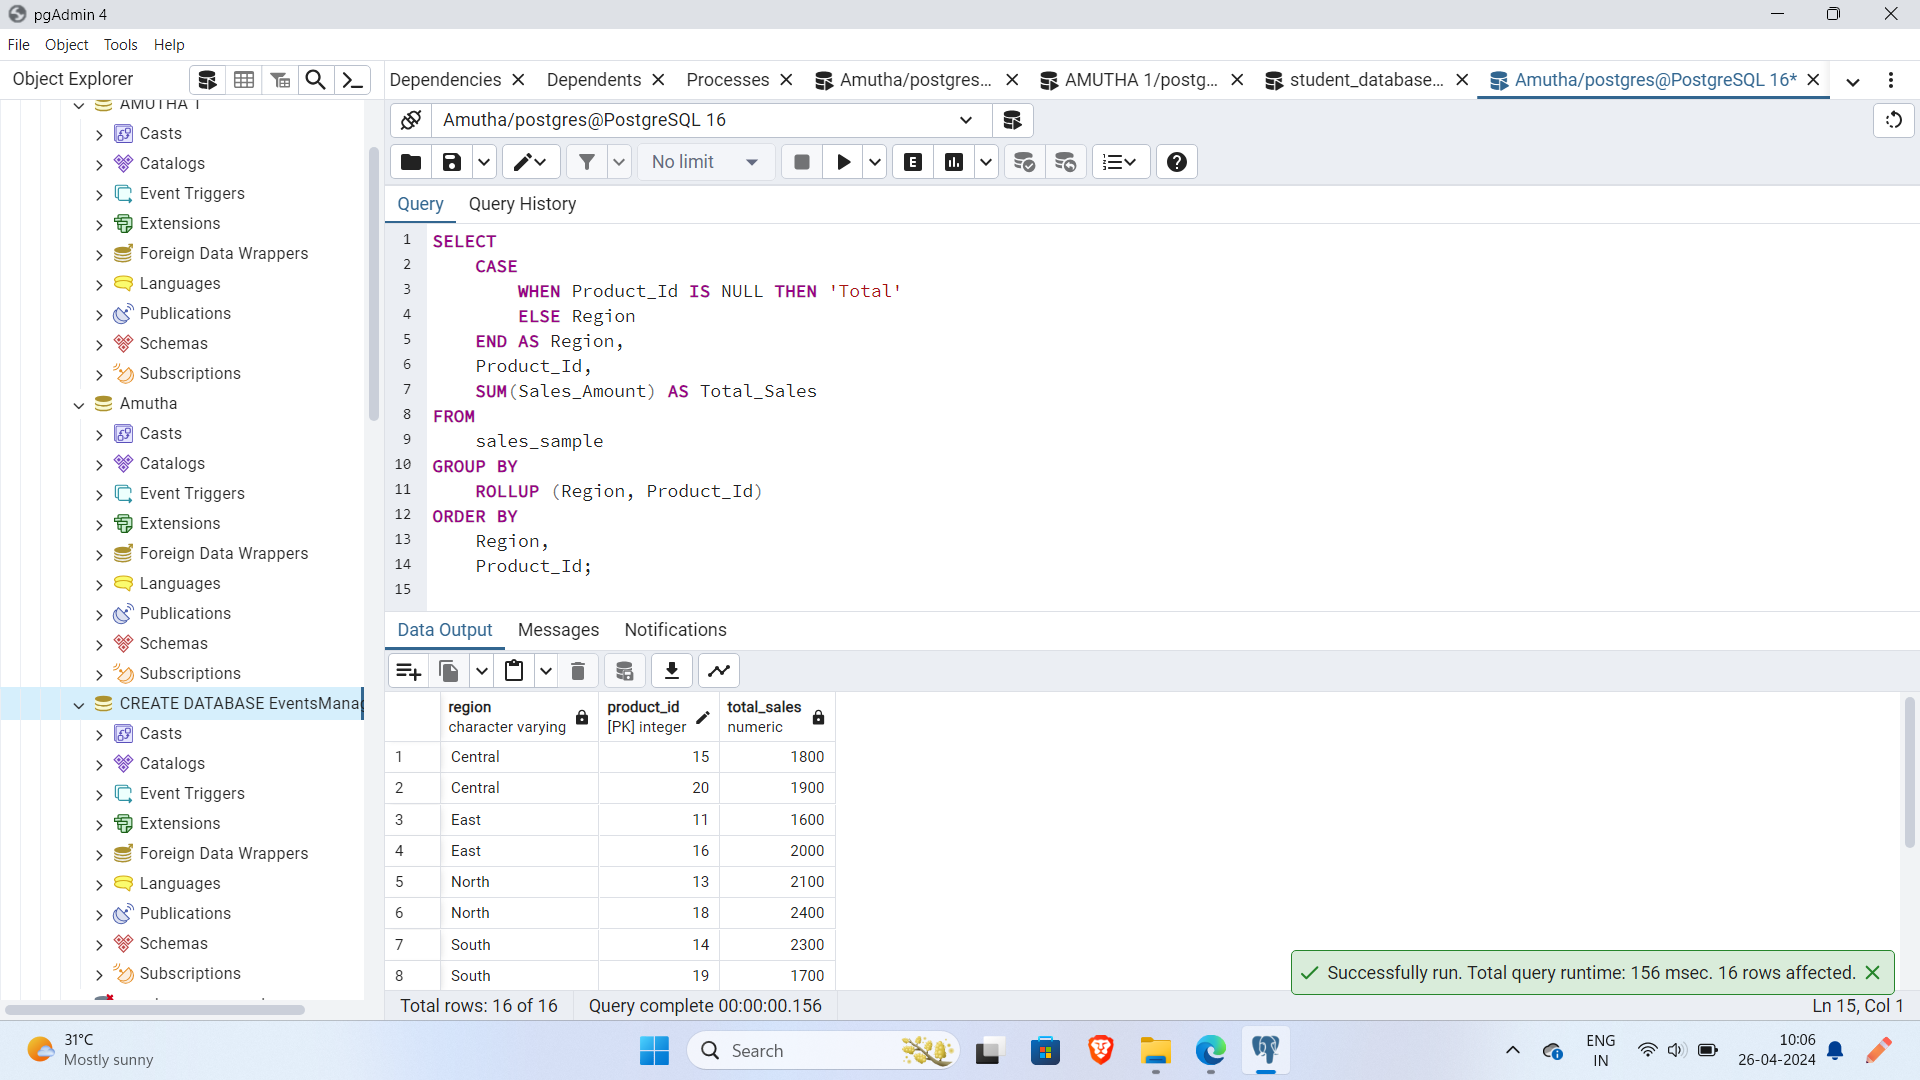 pgAdmin 4
File Object Tools Help
Object Explorer
Dependencies Dependents Processes Amutha/postgres... AMUTHA 1/postg... student_database... Amutha/postgres@PostgreSQL 16*
AMUTHA 1
Casts
Catalogs
Event Triggers
Extensions
Foreign Data Wrappers
Languages
Publications
Schemas
Subscriptions
Amutha
Casts
Catalogs
Event Triggers
Extensions
Foreign Data Wrappers
Languages
Publications
Schemas
Subscriptions
CREATE DATABASE EventsManag
Casts
Catalogs
Event Triggers
Extensions
Foreign Data Wrappers
Languages
Publications
Schemas
Subscriptions
Amutha/postgres@PostgreSQL 16
No limit
E
Query Query History
1 SELECT
2 CASE
3 WHEN Product_Id IS NULL THEN 'Total'
4 ELSE Region
5 END AS Region,
6 Product_Id,
7 SUM(Sales_Amount) AS Total_Sales
8 FROM
9 sales_sample
10 GROUP BY
11 ROLLUP (Region, Product_Id)
12 ORDER BY
13 Region,
14 Product_Id;
15
Data Output Messages Notifications
region product_id total_sales
character varying [PK] integer numeric
1 Central 15 1800
2 Central 20 1900
3 East 11 1600
4 East 16 2000
5 North 13 2100
6 North 18 2400
7 South 14 2300
8 South 19 1700
Successfully run. Total query runtime: 156 msec. 16 rows affected.
Total rows: 16 of 16 Query complete 00:00:00.156 Ln 15, Col 1
31°C
Mostly sunny
Search
ENG
IN
10:06
26-04-2024